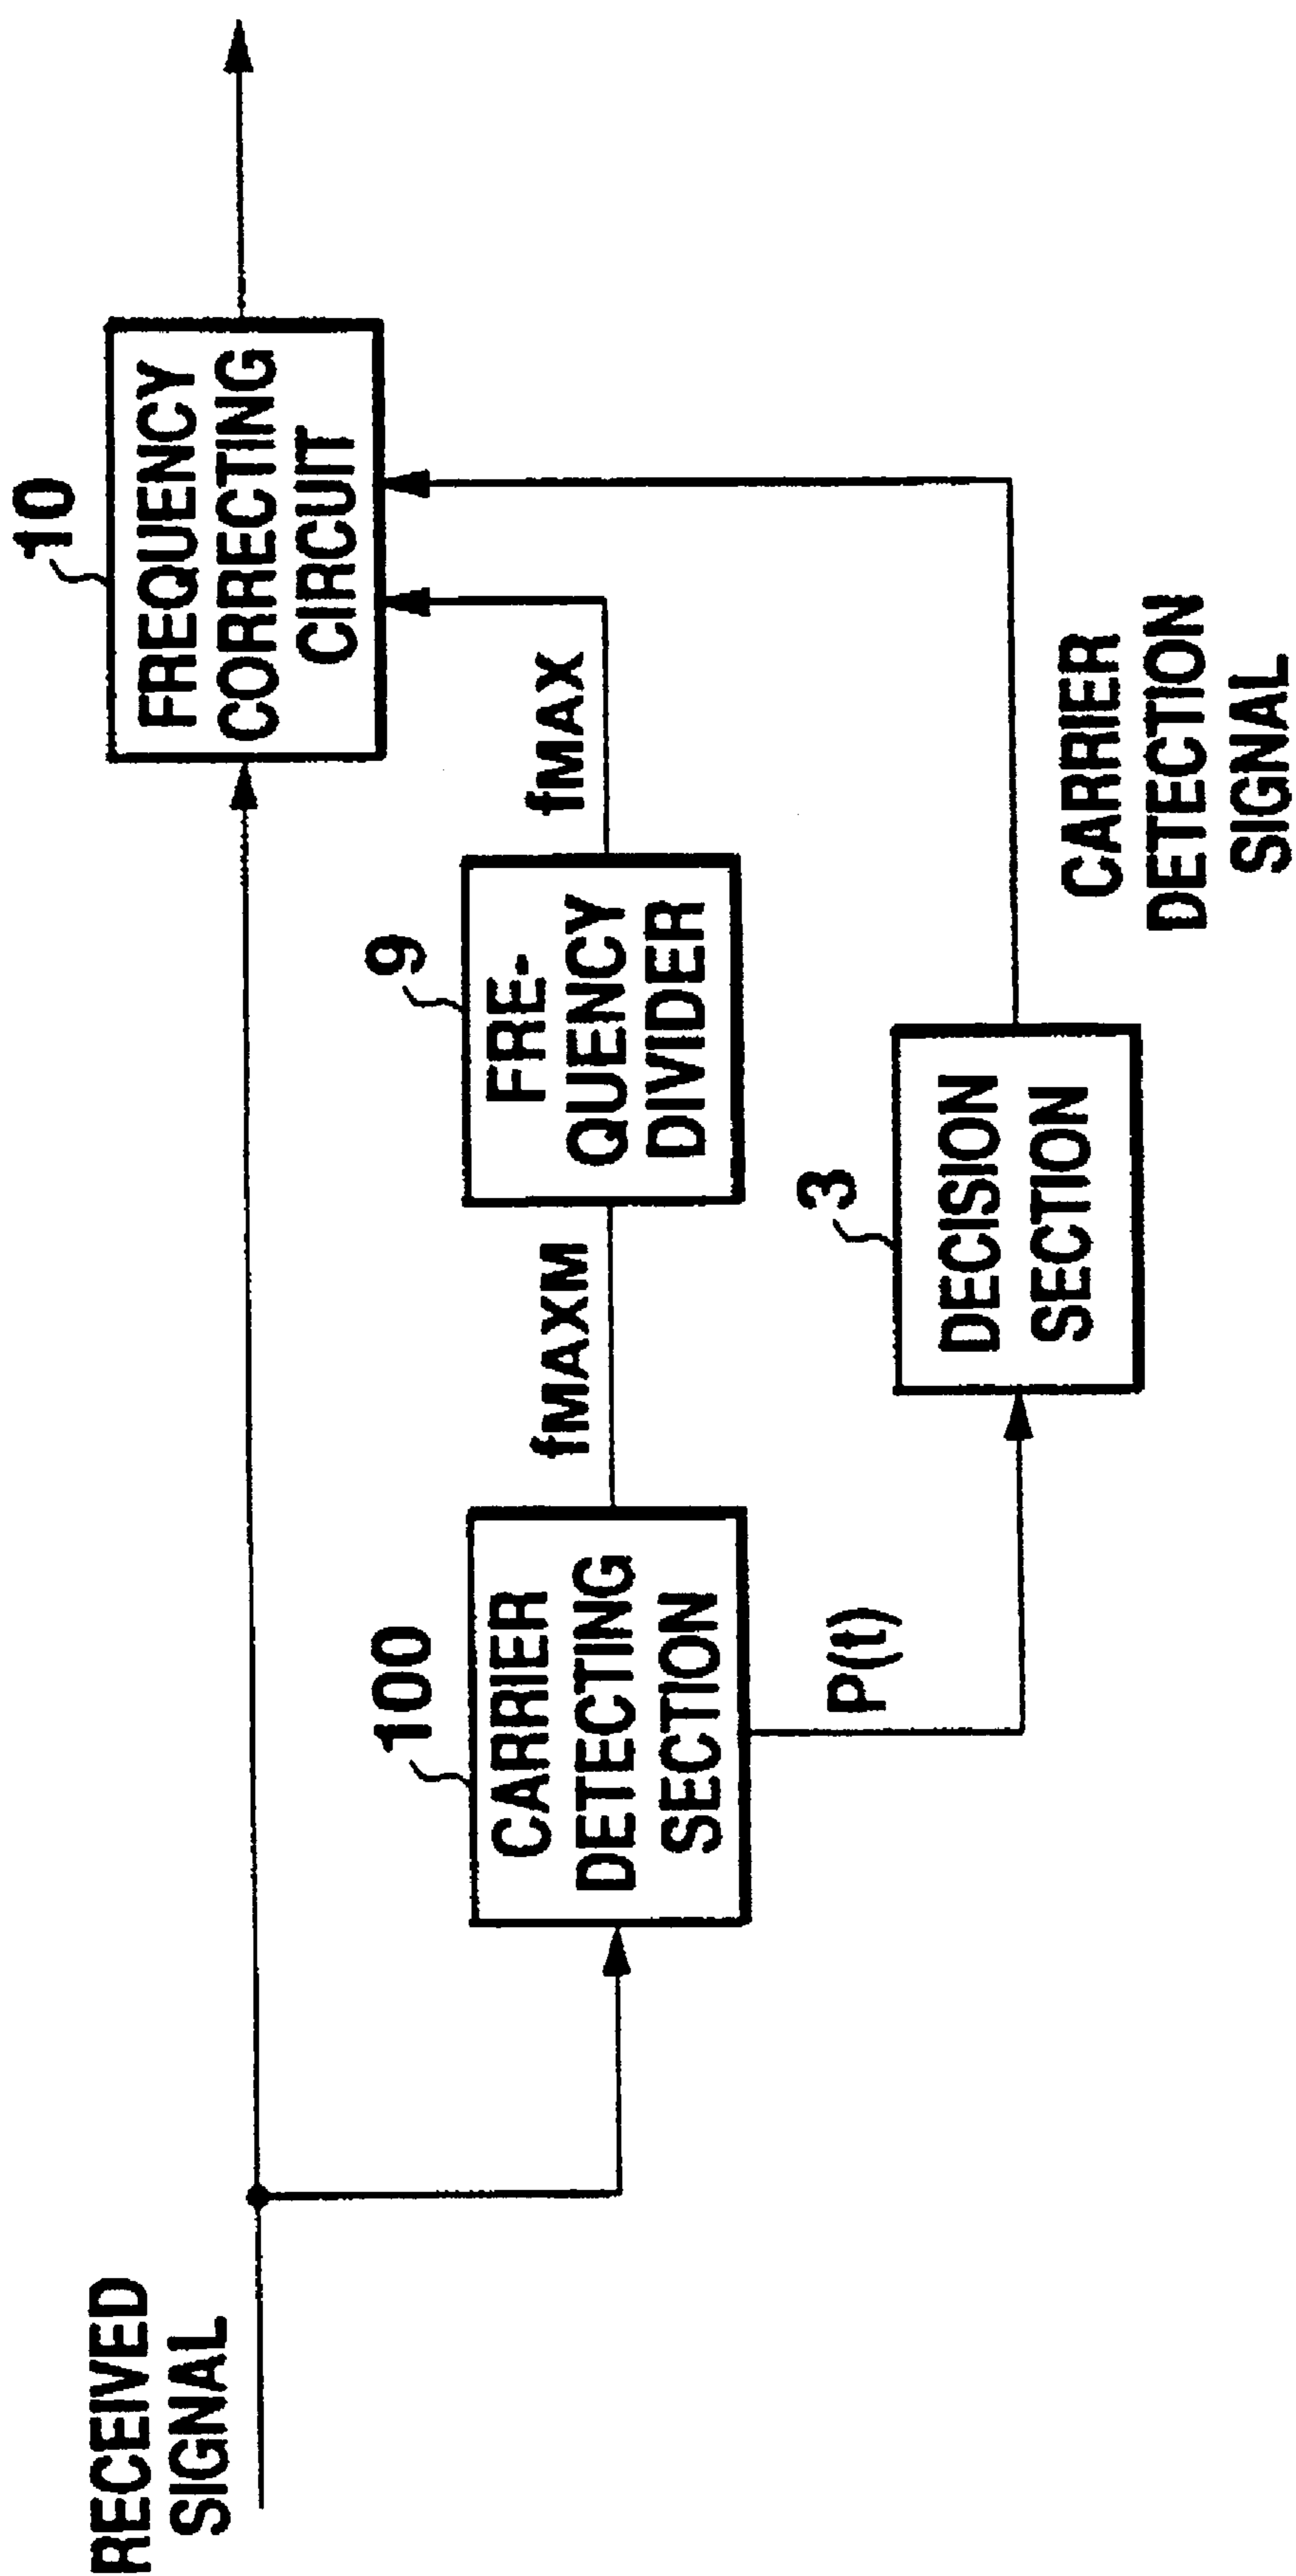 RECEIVED
SIGNAL
100
CARRIER
DETECTING
SECTION
fMAXM
P(t)
9
FRE-
QUENCY
DIVIDER
fMAX
3
DECISION
SECTION
CARRIER
DETECTION
SIGNAL
10
FREQUENCY
CORRECTING
CIRCUIT